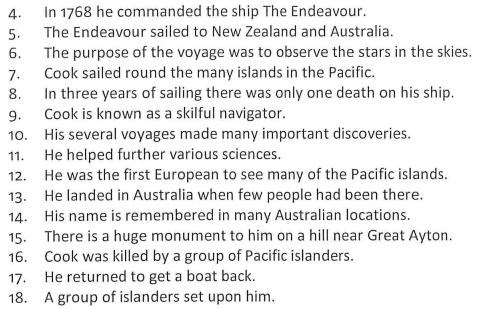 4. In 1768 he commanded the ship The Endeavour.
5. The Endeavour sailed to New Zealand and Australia.
6. The purpose of the voyage was to observe the stars in the skies.
7. Cook sailed round the many islands in the Pacific.
8. In three years of sailing there was only one death on his ship.
9. Cook is known as a skilful navigator.
10. His several voyages made many important discoveries.
11. He helped further various sciences.
12. He was the first European to see many of the Pacific islands.
13. He landed in Australia when few people had been there.
14. His name is remembered in many Australian locations.
15. There is a huge monument to him on a hill near Great Ayton.
16. Cook was killed by a group of Pacific islanders.
17. He returned to get a boat back.
18. A group of islanders set upon him.